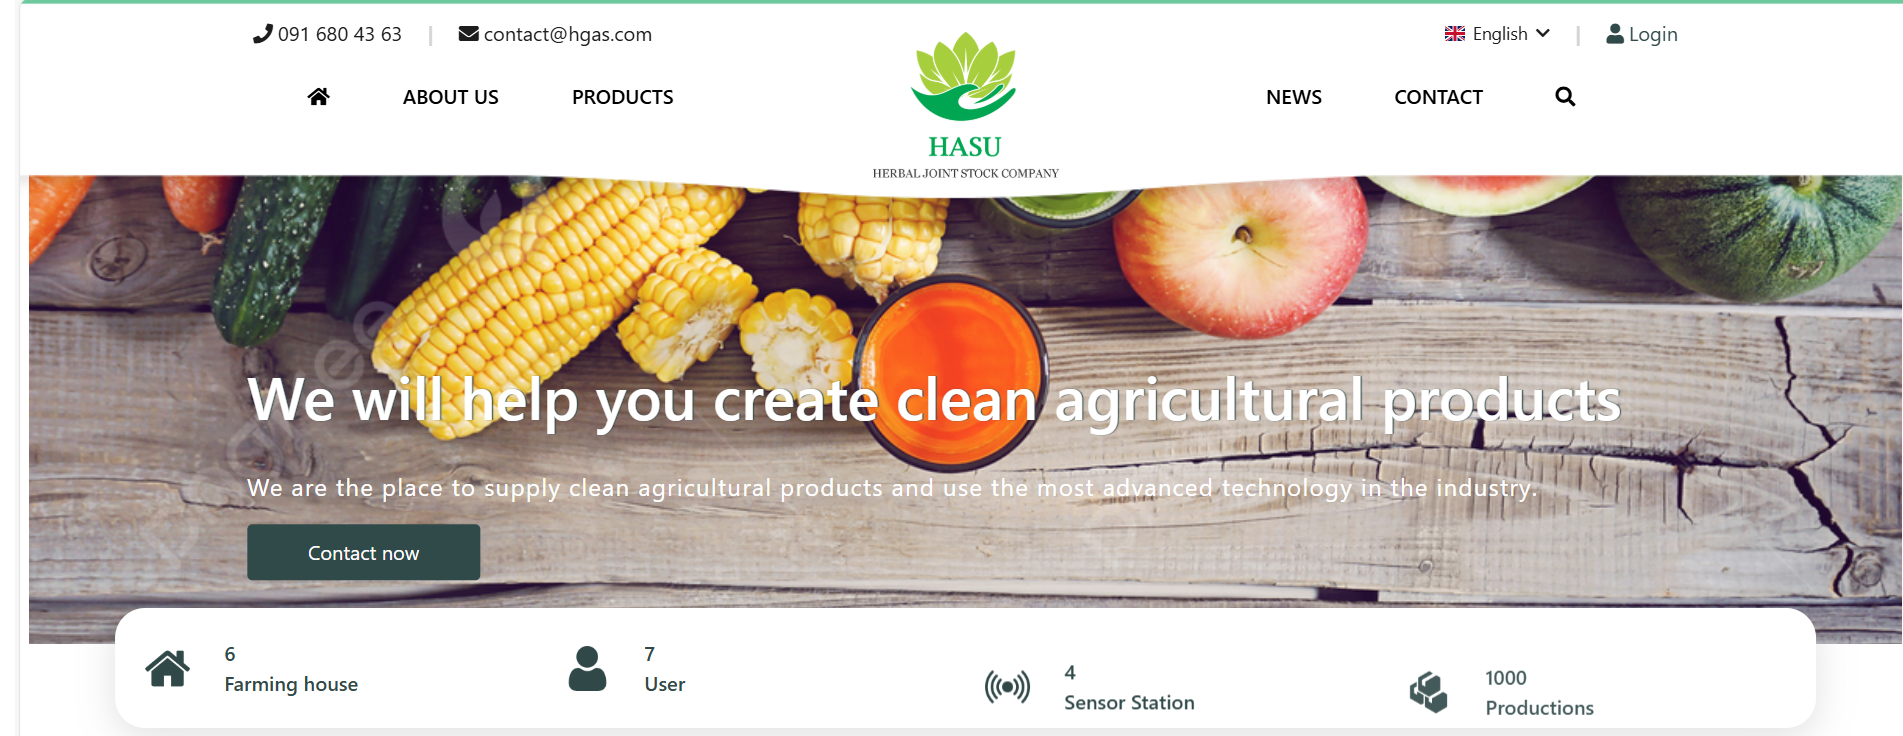 091 680 43 63 | contact@hgas.com
English | Login
ABOUT US PRODUCTS
NEWS CONTACT
HASU
HERBAL JOINT STOCK COMPANY
We will help you create clean agricultural products
We are the place to supply clean agricultural products and use the most advanced technology in the industry.
Contact now
6
Farming house
7
User
4
Sensor Station
1000
Productions